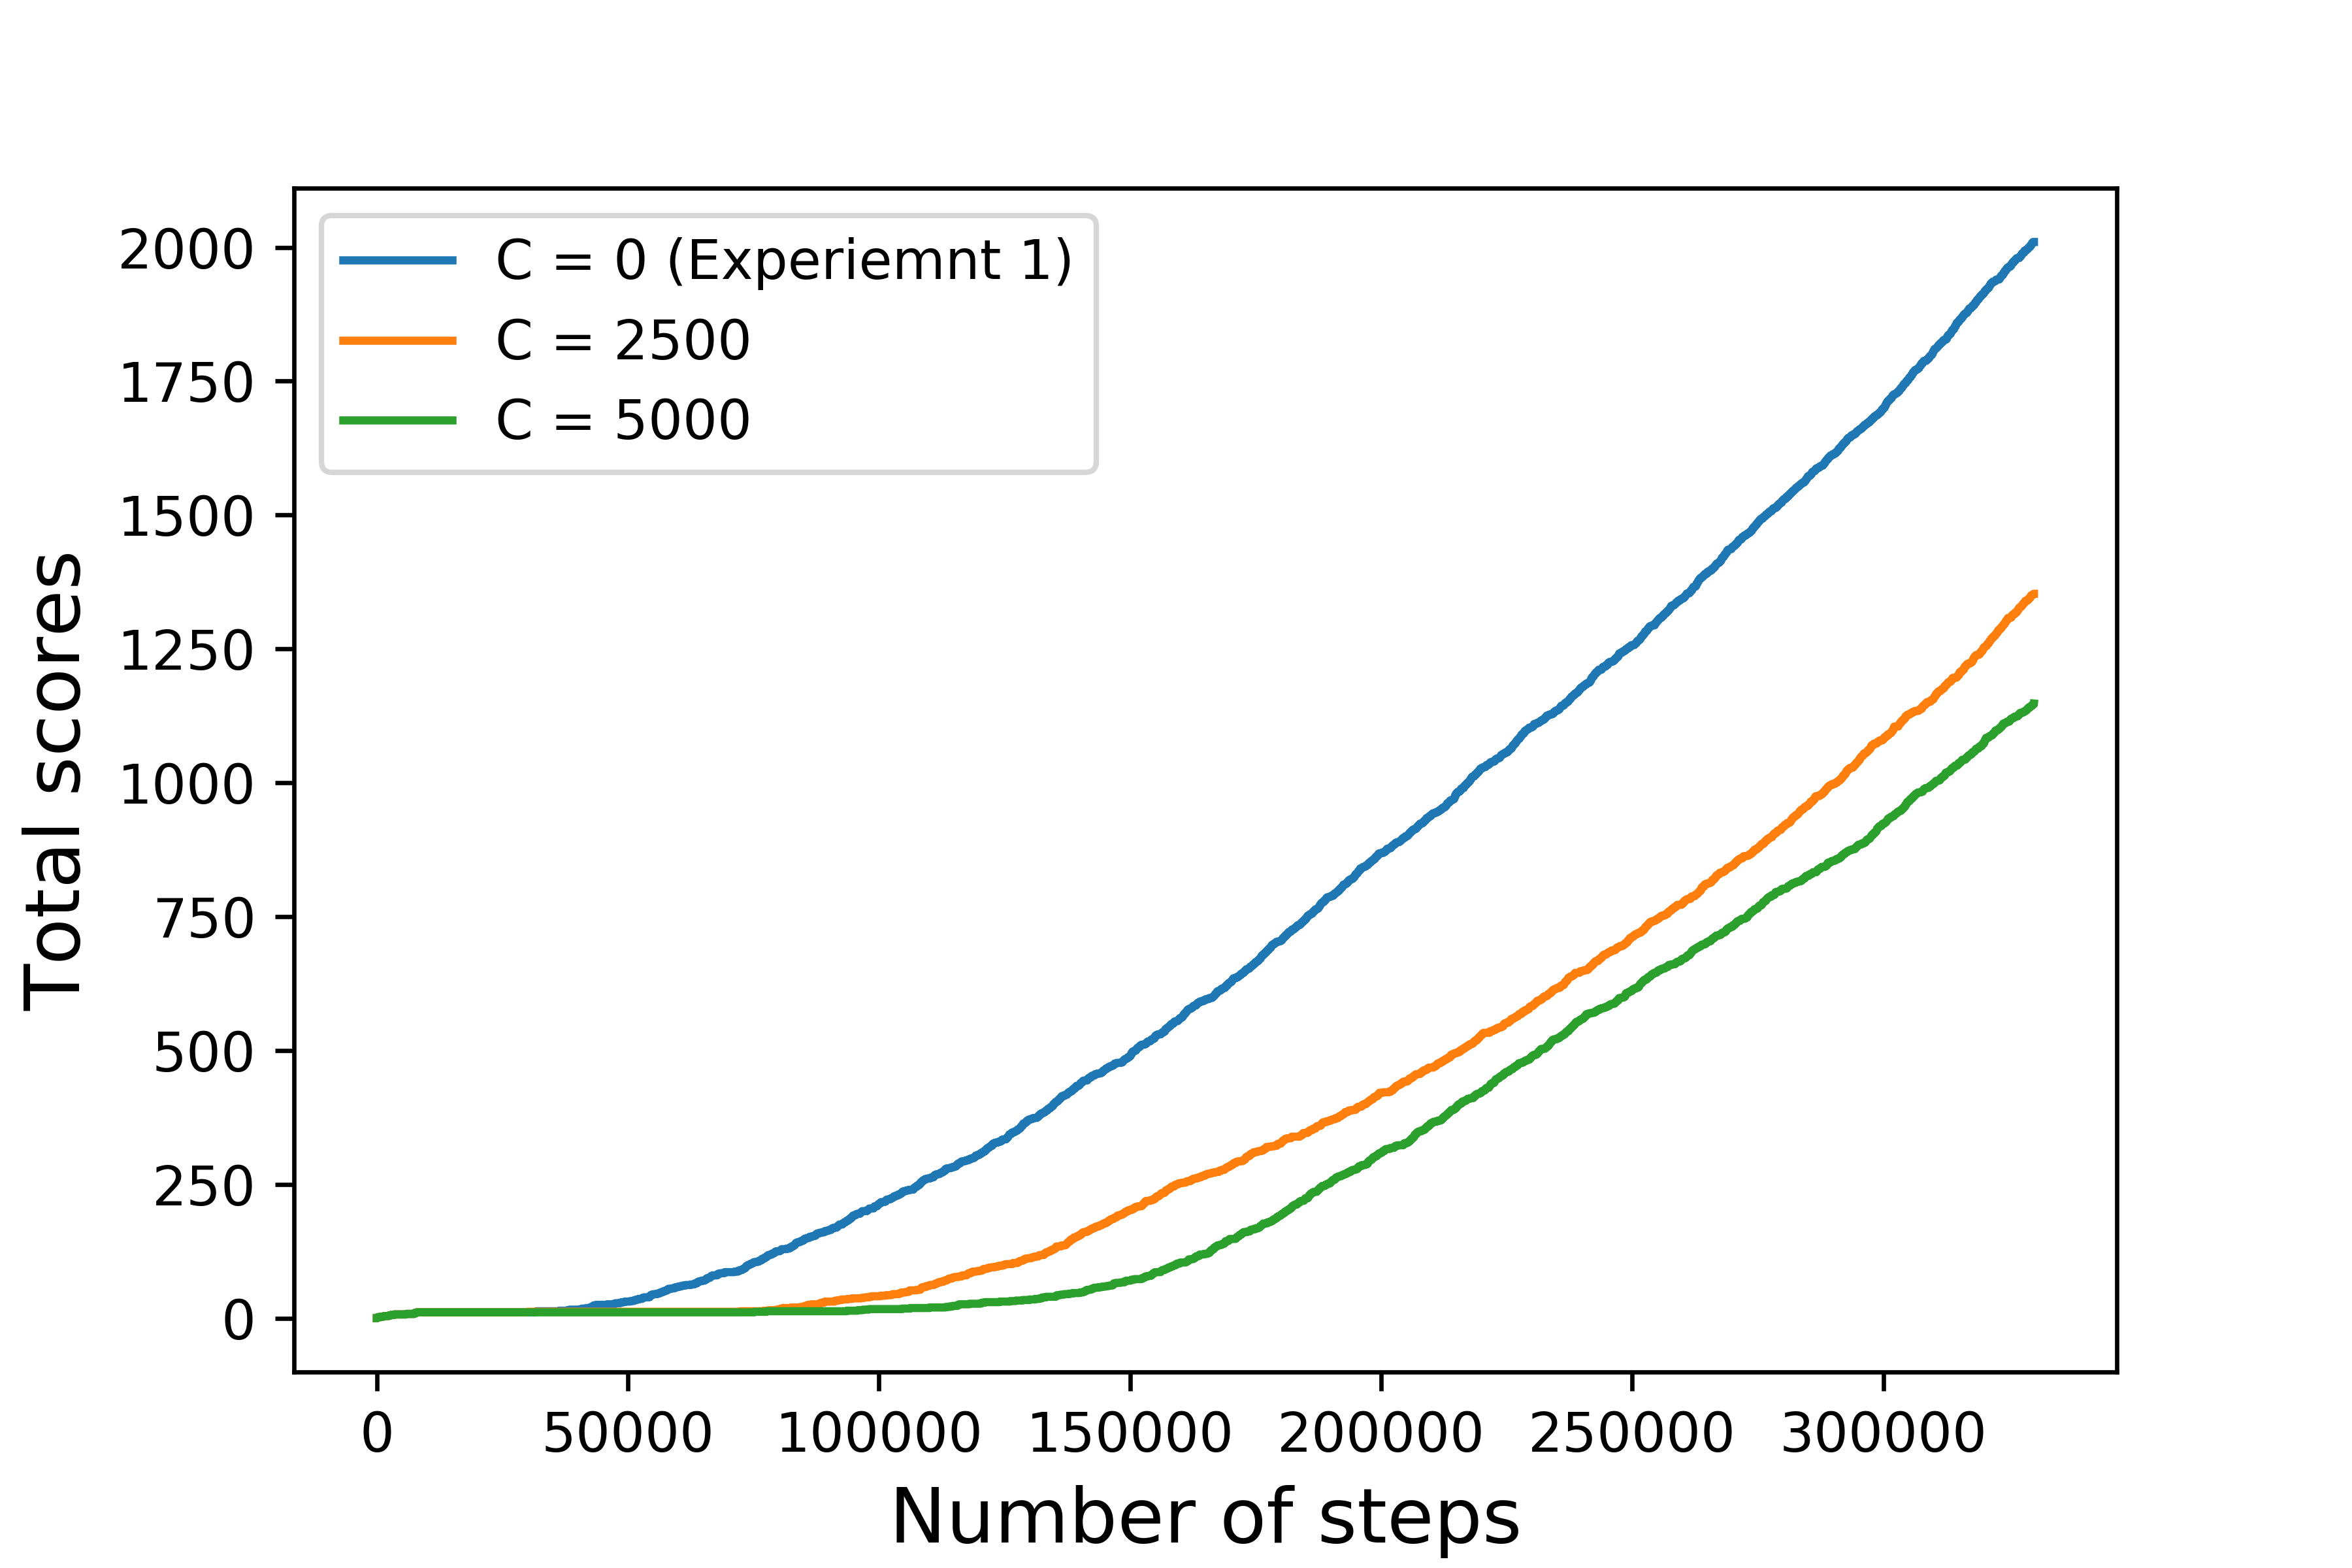 C = 0 (Experiemnt 1)
C = 2500
C = 5000
2000
1750
1500
1250
1000
750
500
250
0
Total scores
0 50000 100000 150000 200000 250000 300000
Number of steps